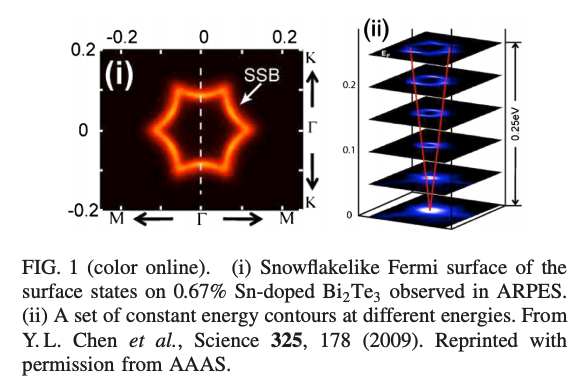 -0.2 0 0.2
0.2
(i)
SSB
K
0
Γ
-0.2
K
M Γ M
(ii)
E_F
0.2
0.1
0
0.25eV
FIG. 1 (color online). (i) Snowflakelike Fermi surface of the
surface states on 0.67% Sn-doped Bi₂Te₃ observed in ARPES.
(ii) A set of constant energy contours at different energies. From
Y. L. Chen et al., Science 325, 178 (2009). Reprinted with
permission from AAAS.